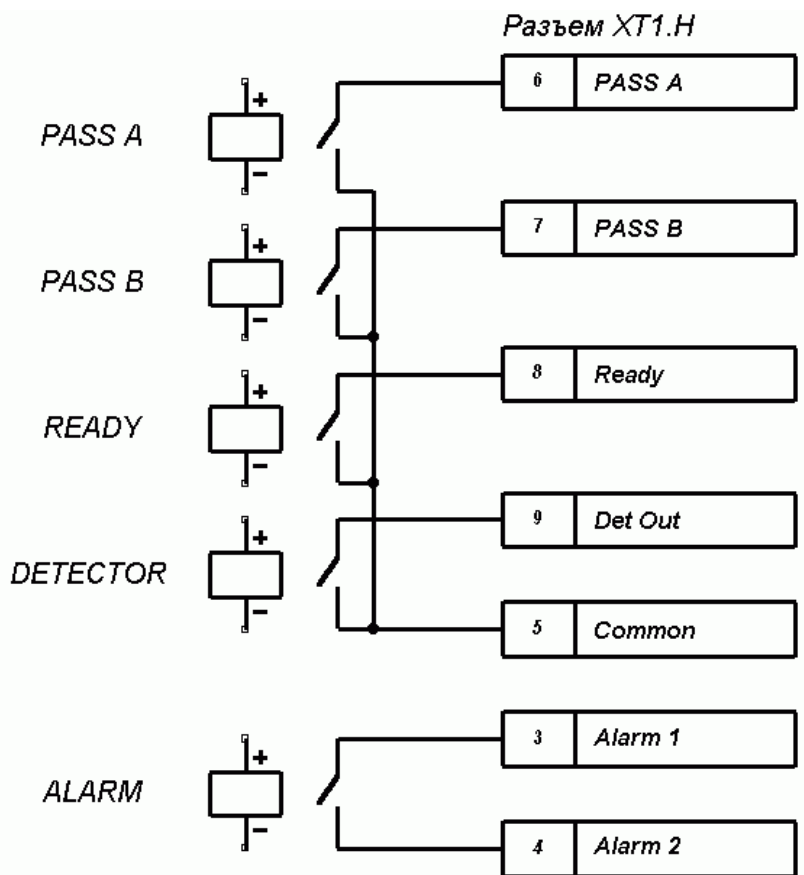 Разъем XT1.H
6 PASS A
PASS A
+
-
7 PASS B
PASS B
+
-
8 Ready
READY
+
-
9 Det Out
DETECTOR
+
-
5 Common
3 Alarm 1
ALARM
+
-
4 Alarm 2